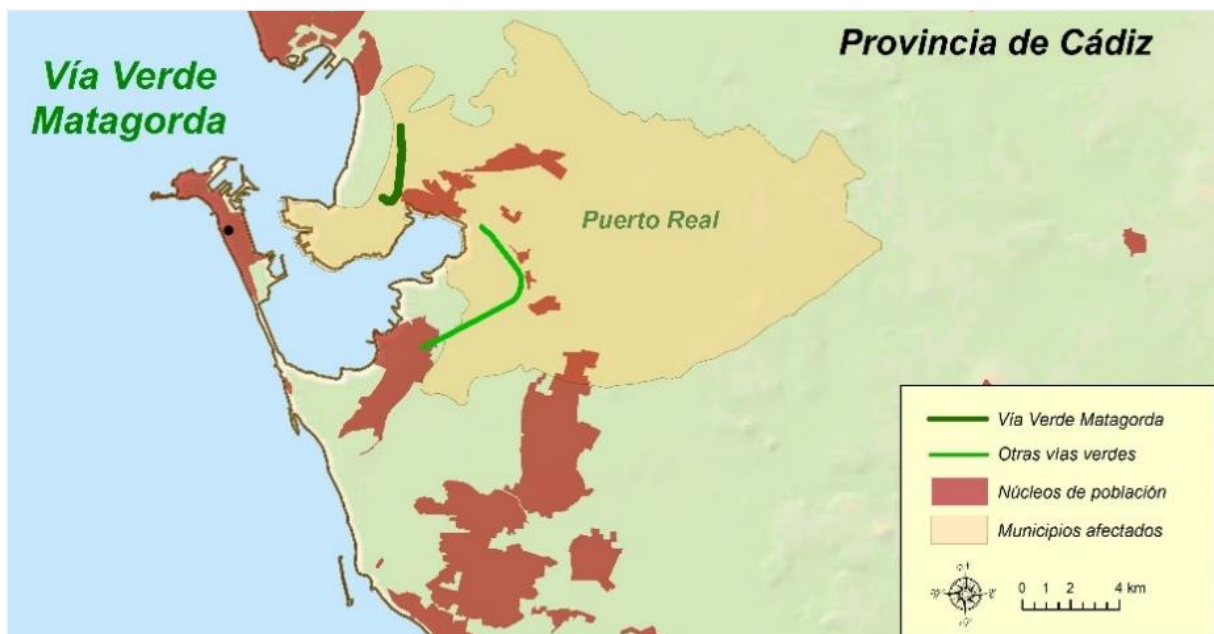 Provincia de Cádiz
Vía Verde
Matagorda
Puerto Real
Vía Verde Matagorda
Otras vías verdes
Núcleos de población
Municipios afectados
0 1 2 4 km